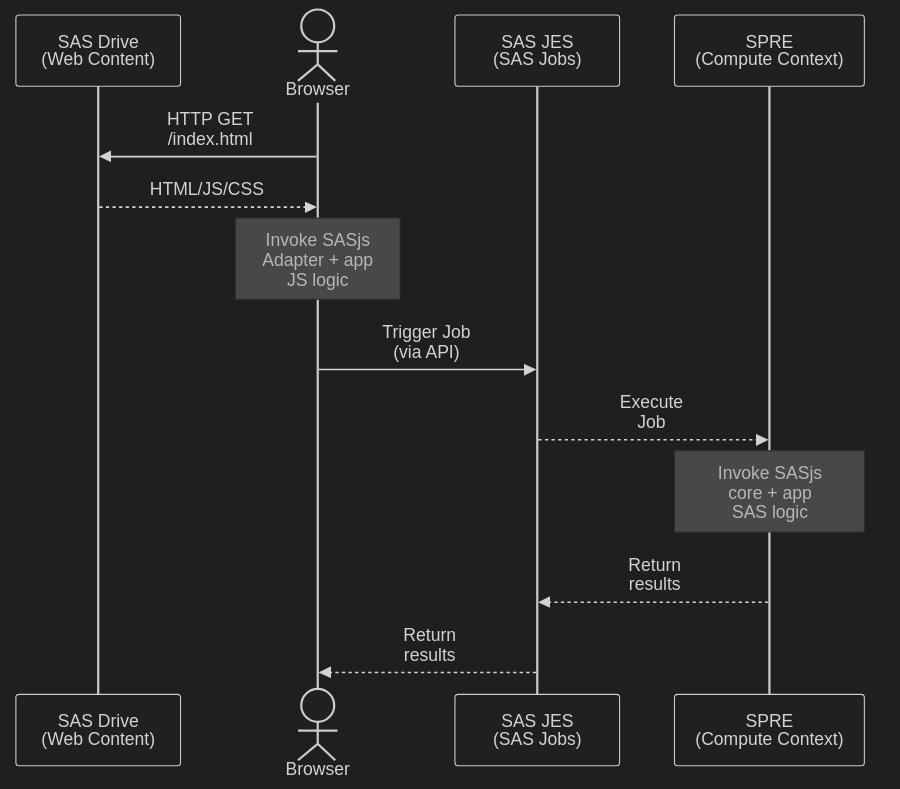 SAS Drive
(Web Content)
Browser
SAS JES
(SAS Jobs)
SPRE
(Compute Context)
HTTP GET
/index.html
HTML/JS/CSS
Invoke SASjs
Adapter + app
JS logic
Trigger Job
(via API)
Execute
Job
Invoke SASjs
core + app
SAS logic
Return
results
Return
results
SAS Drive
(Web Content)
Browser
SAS JES
(SAS Jobs)
SPRE
(Compute Context)